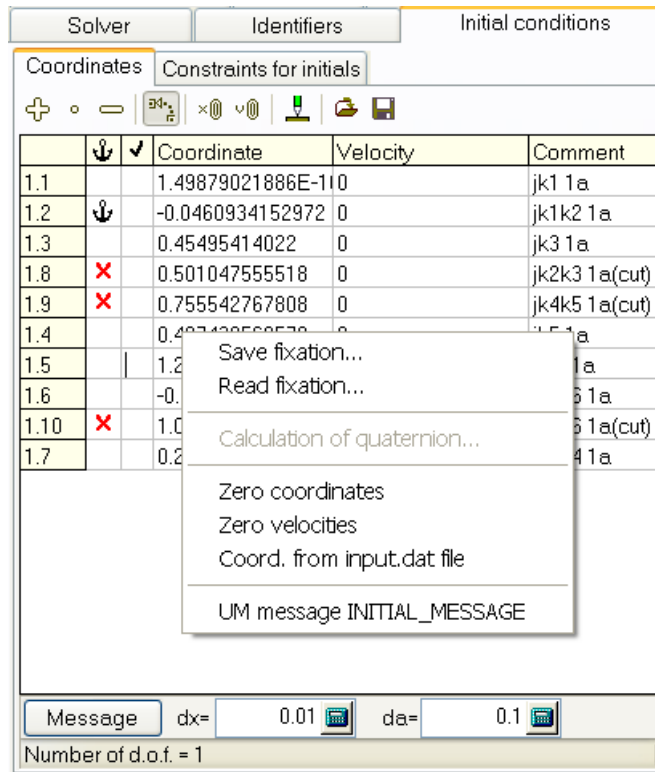 Solver Identifiers Initial conditions
Coordinates Constraints for initials
Coordinate Velocity Comment
1.1 1.49879021886E-1 0 jk1 1a
1.2 -0.0460934152972 0 jk1k2 1a
1.3 0.45495414022 0 jk3 1a
1.8 0.501047555518 0 jk2k3 1a(cut)
1.9 0.755542767808 0 jk4k5 1a(cut)
1.4
1.5 1.2 1a
1.6 -0. 6 1a
1.10 1.0 6 1a(cut)
1.7 0.2 4 1a
Save fixation...
Read fixation...
Calculation of quaternion...
Zero coordinates
Zero velocities
Coord. from input.dat file
UM message INITIAL_MESSAGE
Message dx= 0.01 da= 0.1
Number of d.o.f. = 1